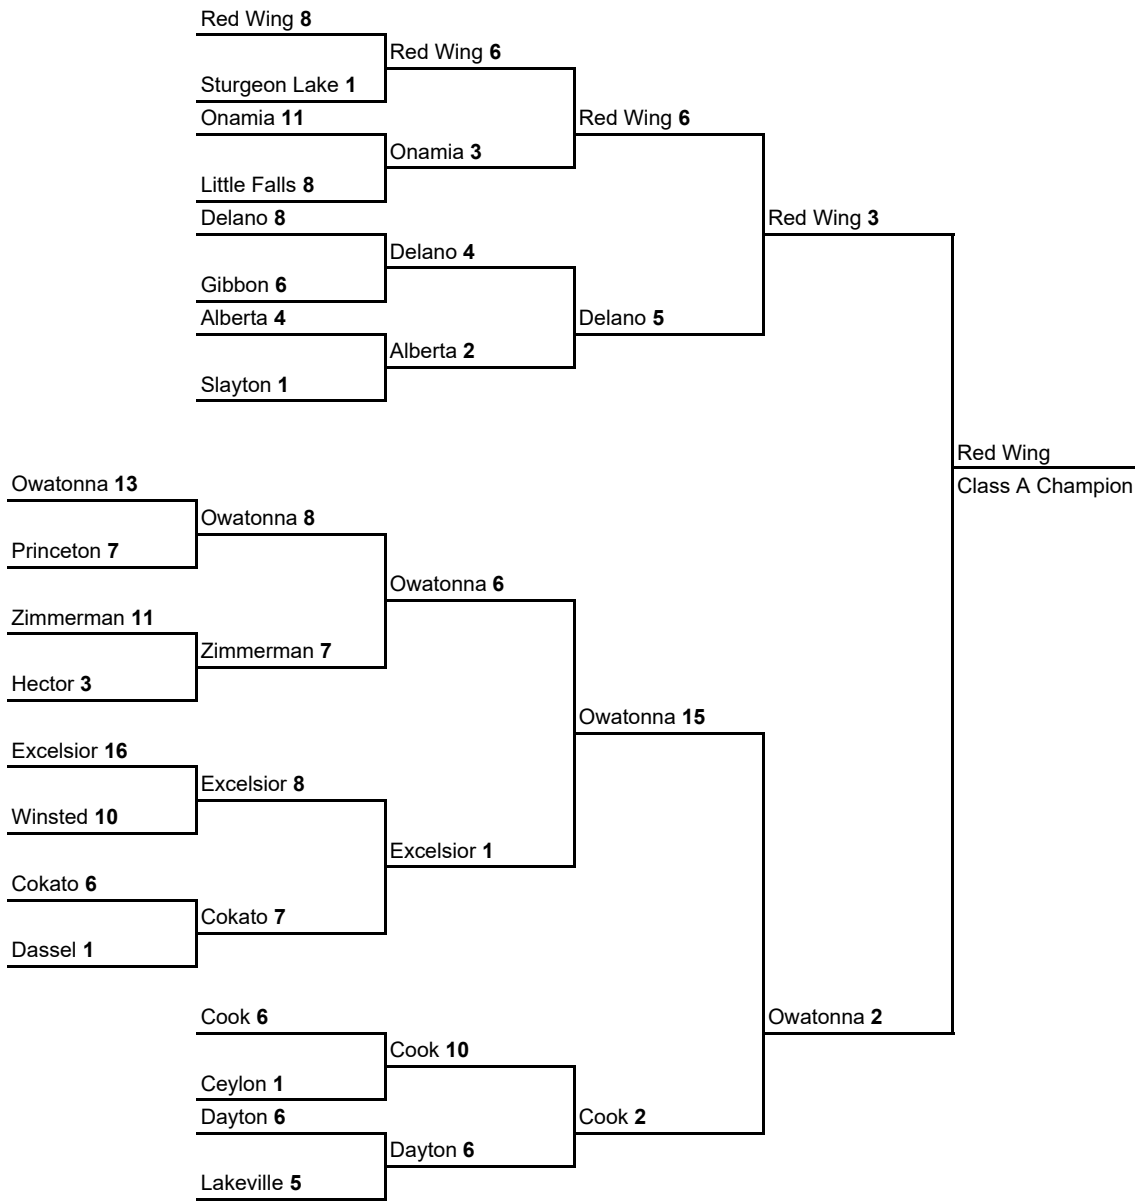 Red Wing 8
Red Wing 6
Sturgeon Lake 1
Onamia 11
Red Wing 6
Onamia 3
Little Falls 8
Delano 8
Red Wing 3
Delano 4
Gibbon 6
Alberta 4
Delano 5
Alberta 2
Slayton 1
Red Wing
Class A Champion
Owatonna 13
Owatonna 8
Princeton 7
Owatonna 6
Zimmerman 11
Zimmerman 7
Hector 3
Owatonna 15
Excelsior 16
Excelsior 8
Winsted 10
Excelsior 1
Cokato 6
Cokato 7
Dassel 1
Cook 6
Owatonna 2
Cook 10
Ceylon 1
Dayton 6
Cook 2
Dayton 6
Lakeville 5